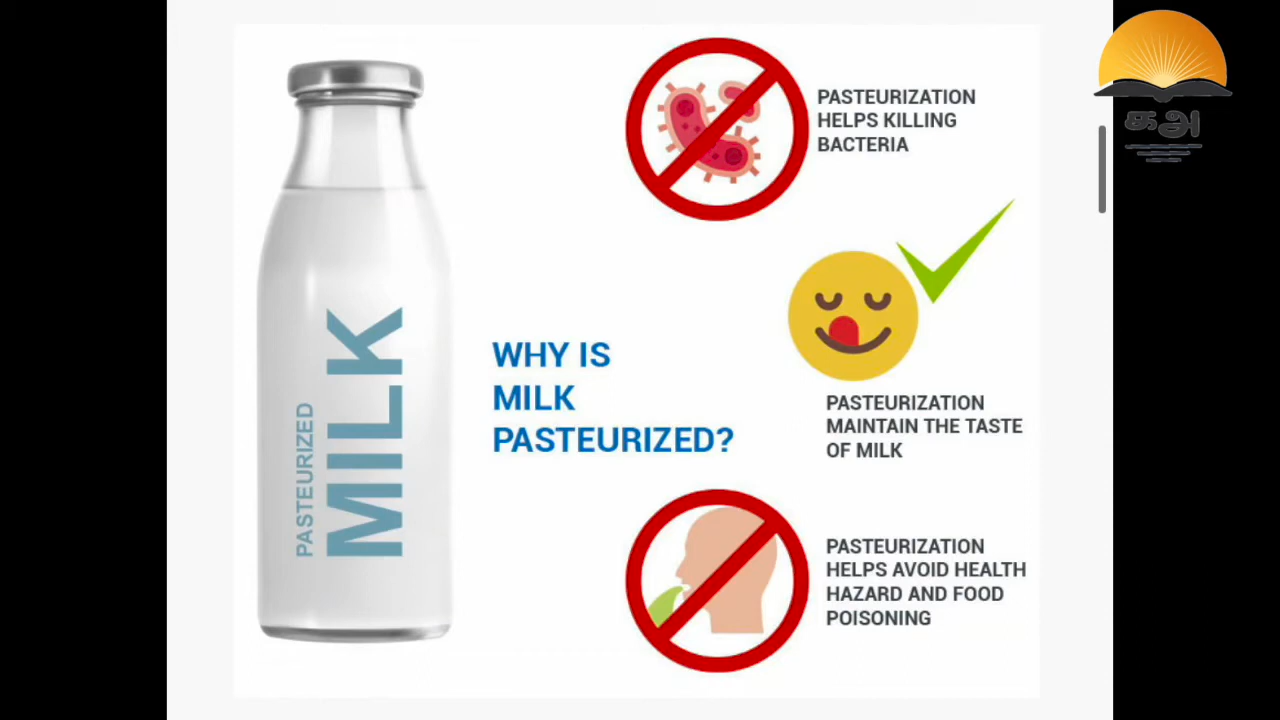 PASTEURIZATION
HELPS KILLING
BACTERIA
கஅ
WHY IS
MILK
PASTEURIZED?
PASTEURIZED
MILK
PASTEURIZATION
MAINTAIN THE TASTE
OF MILK
PASTEURIZATION
HELPS AVOID HEALTH
HAZARD AND FOOD
POISONING